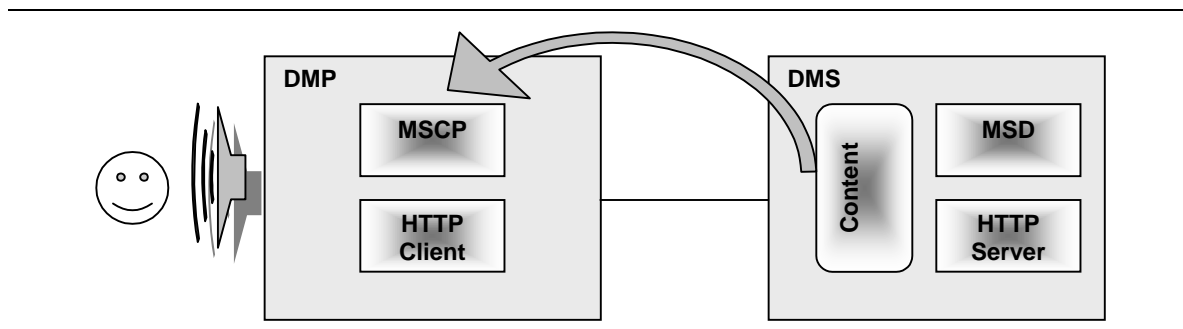 DMP
MSCP
HTTP
Client
DMS
Content
MSD
HTTP
Server